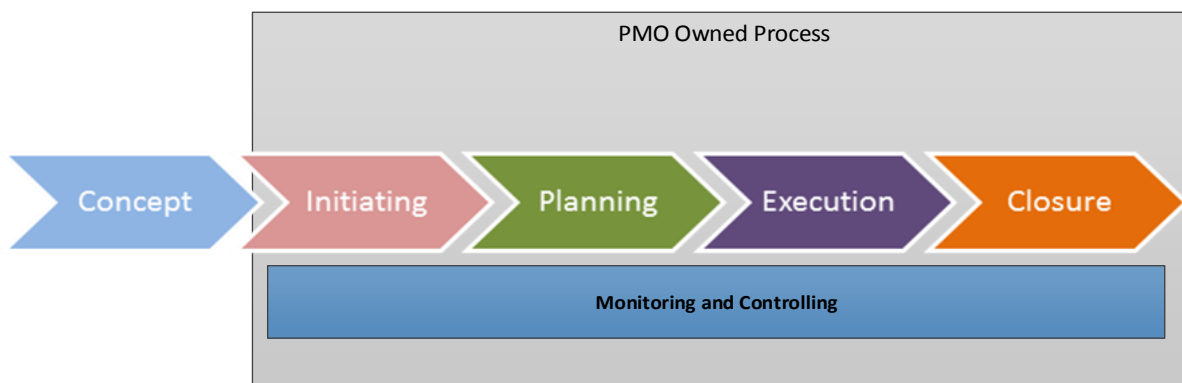 PMO Owned Process
Concept
Initiating
Planning
Execution
Closure
Monitoring and Controlling